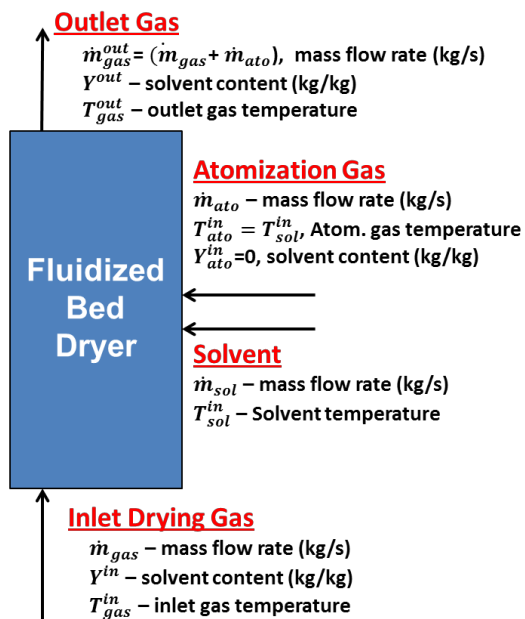 Outlet Gas
ṁ_gas^out = (ṁ_gas + ṁ_ato), mass flow rate (kg/s)
Y^out – solvent content (kg/kg)
T_gas^out – outlet gas temperature
Atomization Gas
ṁ_ato – mass flow rate (kg/s)
T_ato^in = T_sol^in, Atom. gas temperature
Y_ato^in=0, solvent content (kg/kg)
Fluidized
Bed
Dryer
Solvent
ṁ_sol – mass flow rate (kg/s)
T_sol^in – Solvent temperature
Inlet Drying Gas
ṁ_gas – mass flow rate (kg/s)
Y^in – solvent content (kg/kg)
T_gas^in – inlet gas temperature